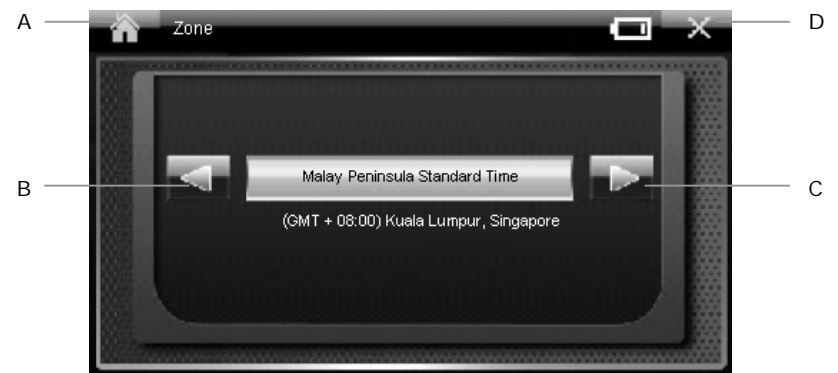 A
Zone
D
B
Malay Peninsula Standard Time
C
(GMT + 08:00) Kuala Lumpur, Singapore